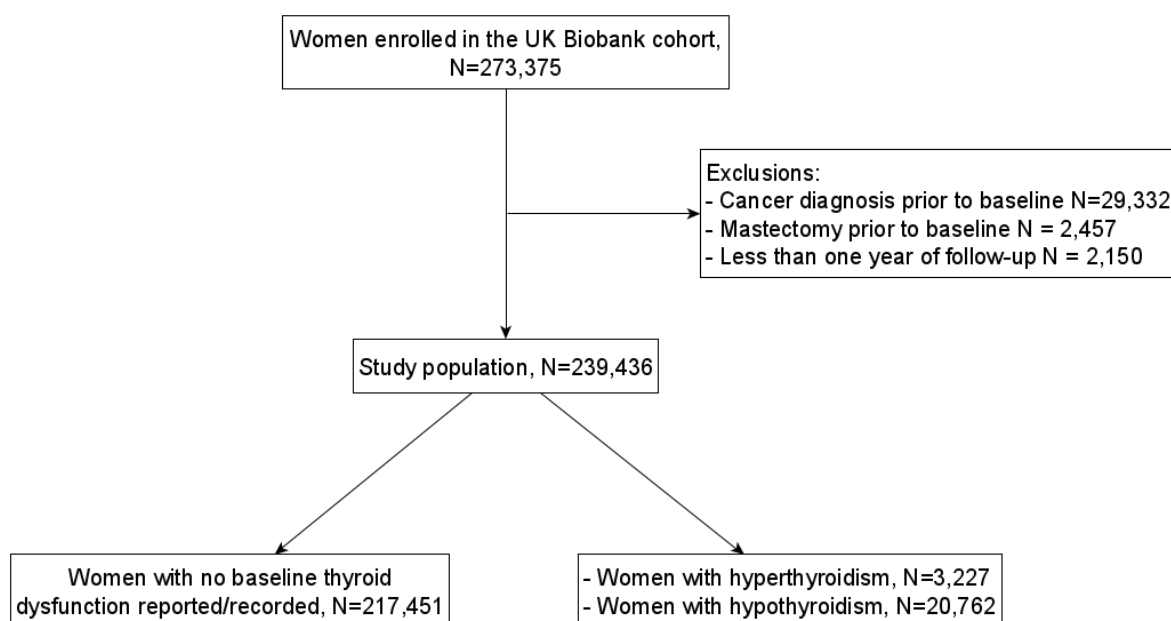 Women enrolled in the UK Biobank cohort,
N=273,375
Exclusions:
- Cancer diagnosis prior to baseline N=29,332
- Mastectomy prior to baseline N = 2,457
- Less than one year of follow-up N = 2,150
Study population, N=239,436
Women with no baseline thyroid
dysfunction reported/recorded, N=217,451
- Women with hyperthyroidism, N=3,227
- Women with hypothyroidism, N=20,762